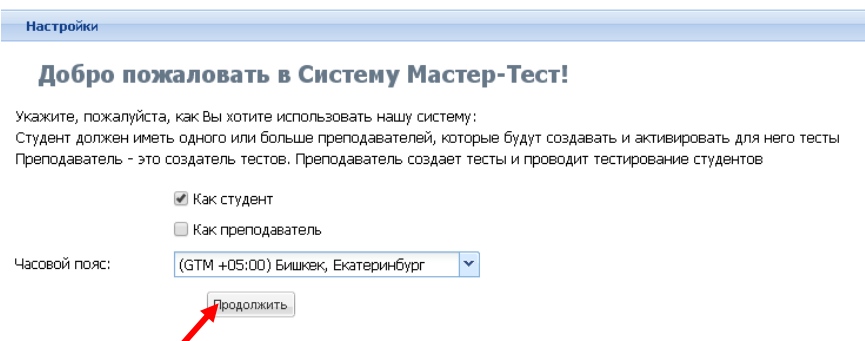 Настройки
Добро пожаловать в Систему Мастер-Тест!
Укажите, пожалуйста, как Вы хотите использовать нашу систему:
Студент должен иметь одного или больше преподавателей, которые будут создавать и активировать для него тесты
Преподаватель - это создатель тестов. Преподаватель создает тесты и проводит тестирование студентов
Как студент
Как преподаватель
Часовой пояс: (GTM +05:00) Бишкек, Екатеринбург
Продолжить